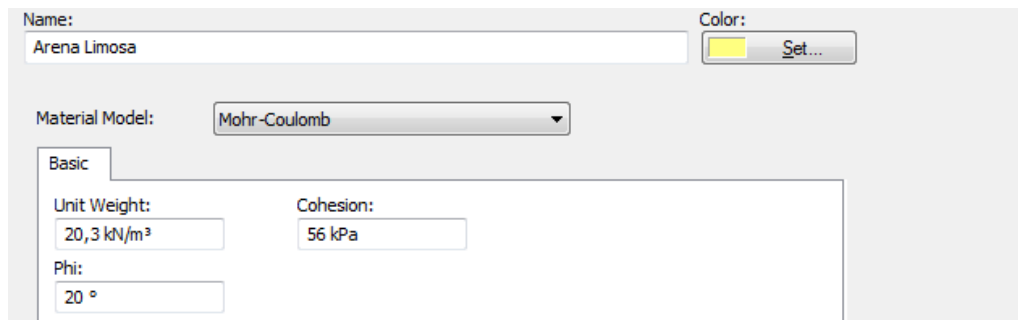 Name: Color:
Arena Limosa Set...
Material Model: Mohr-Coulomb
Basic
Unit Weight: Cohesion:
20,3 kN/m³ 56 kPa
Phi:
20 °